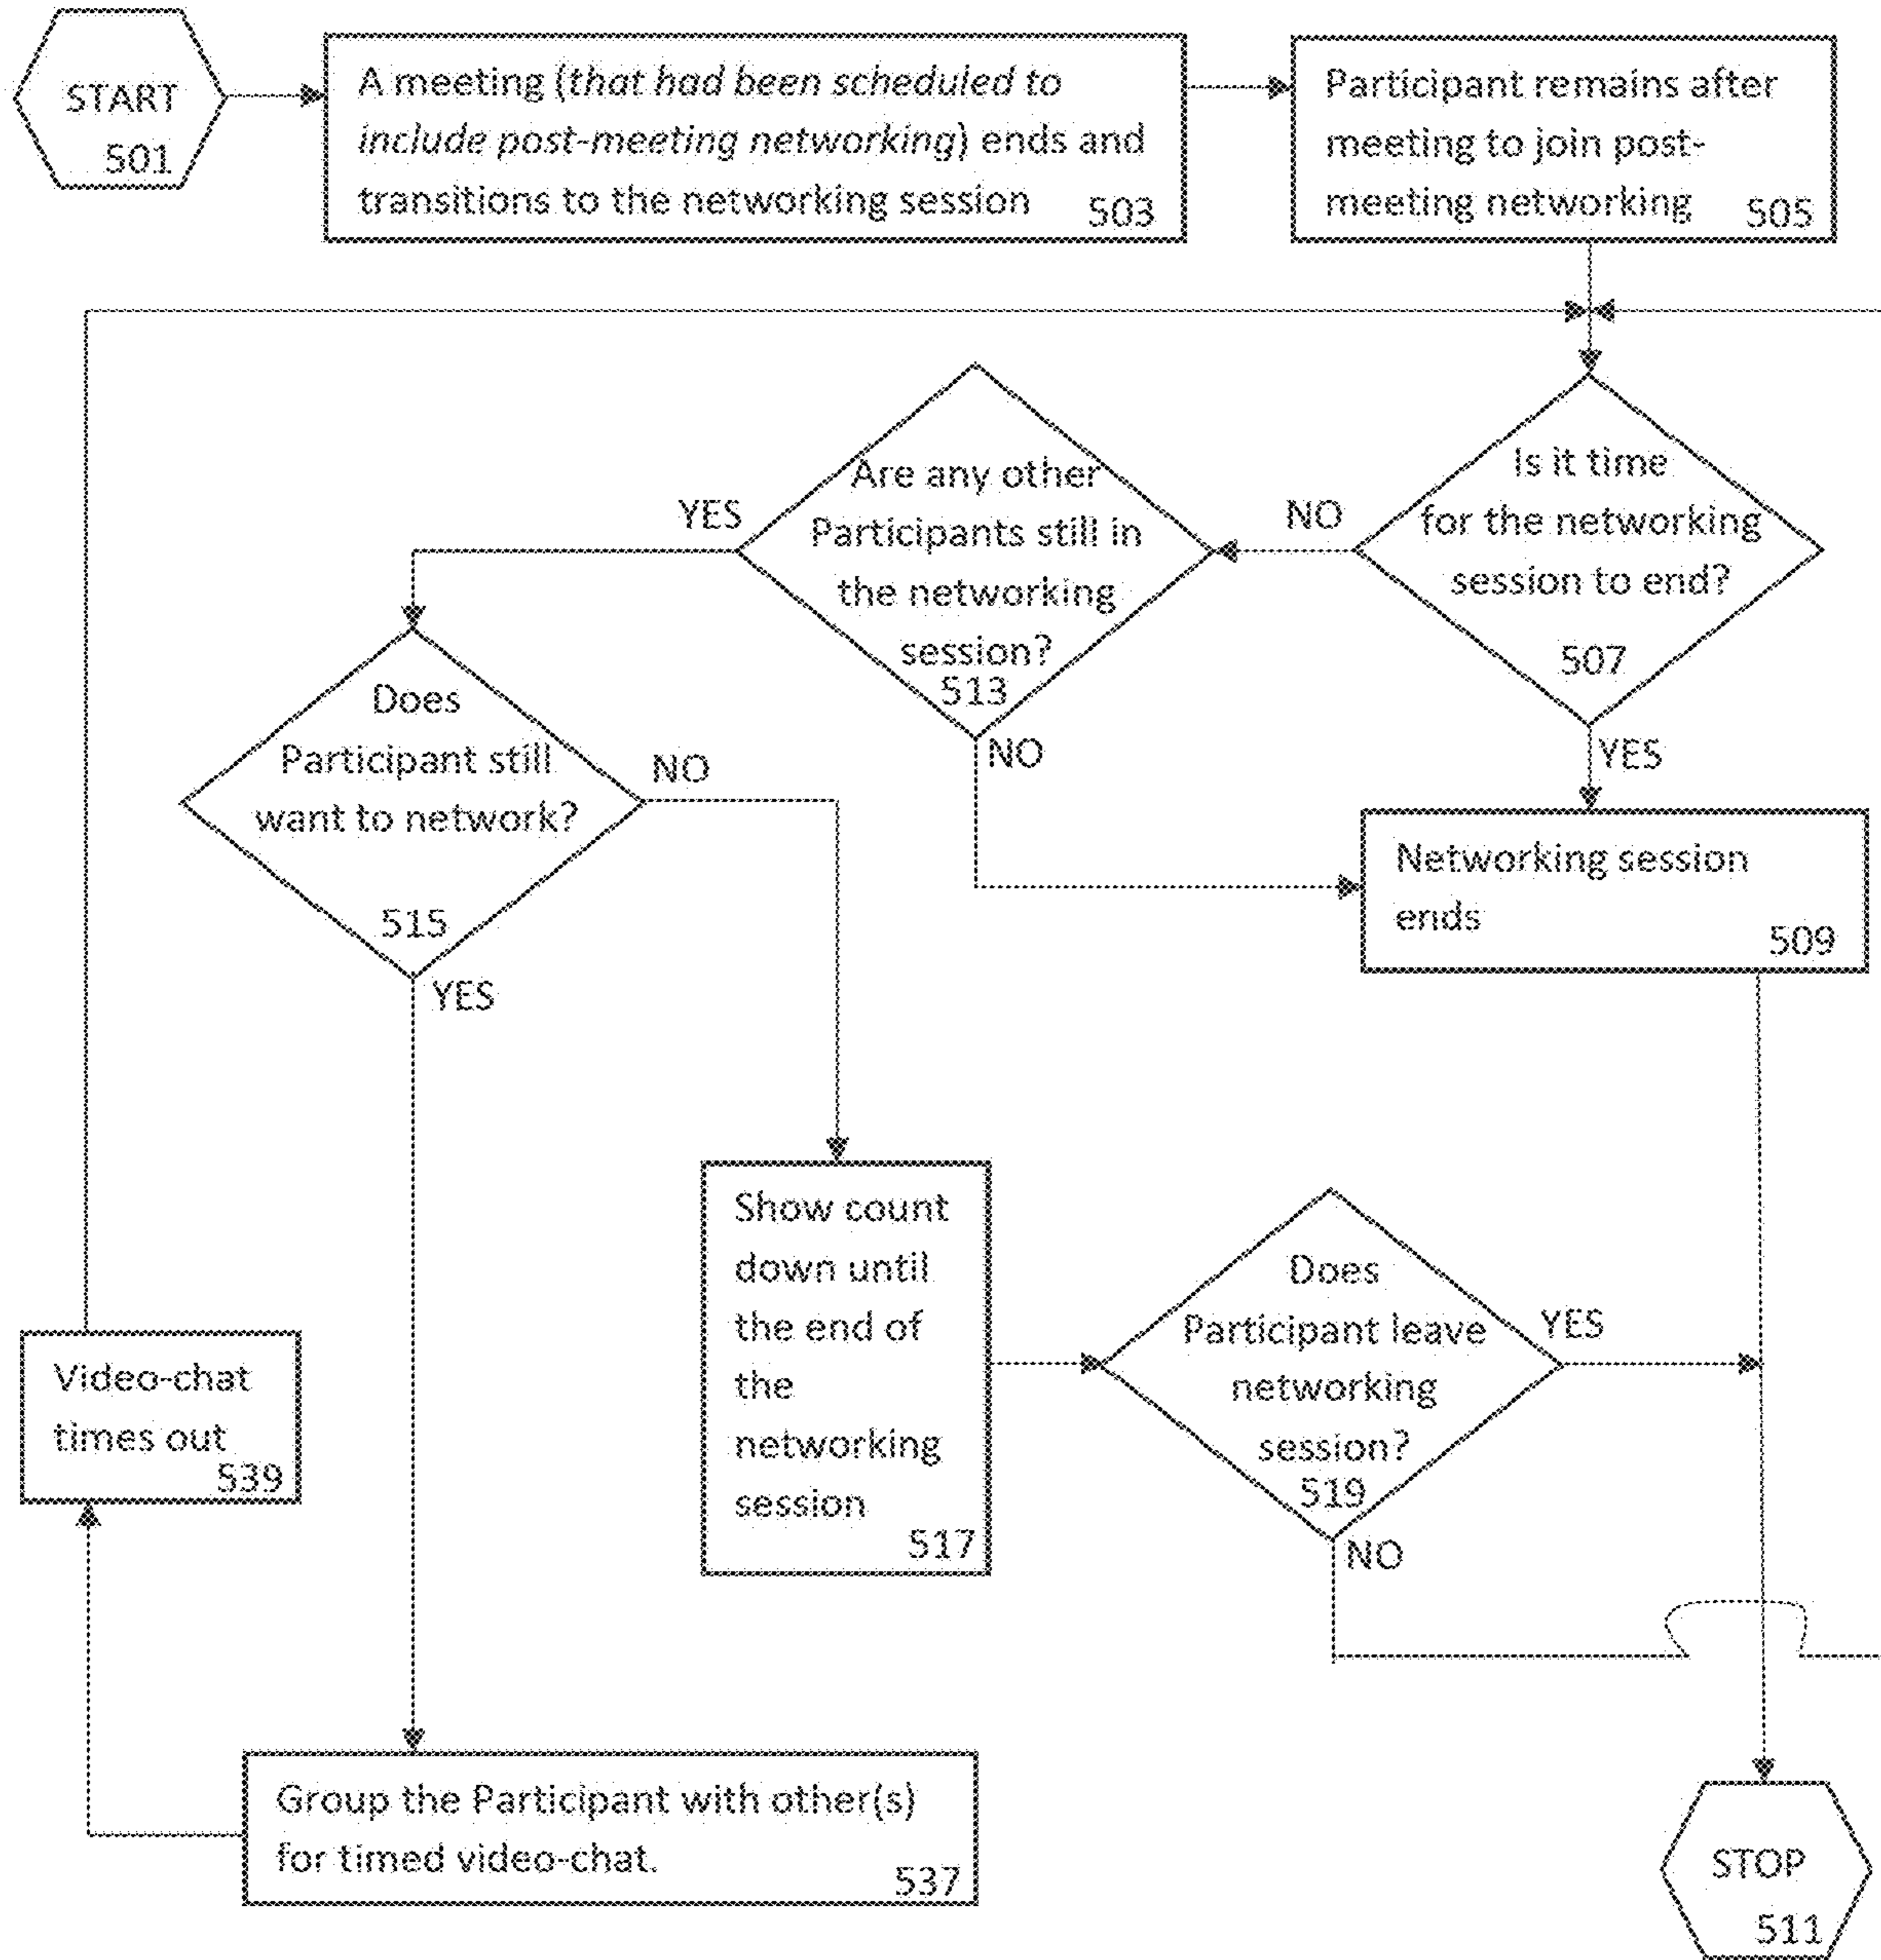 START
501
A meeting (that had been scheduled to
include post-meeting networking) ends and
transitions to the networking session
503
Participant remains after
meeting to join post-
meeting networking
505
Is it time
for the networking
session to end?
507
NO
YES
Are any other
Participants still in
the networking
session?
513
YES
NO
Does
Participant still
want to network?
515
NO
YES
Networking session
ends
509
Show count
down until
the end of
the
networking
session
517
Does
Participant leave
networking
session?
519
YES
NO
Video-chat
times out
539
Group the Participant with other(s)
for timed video-chat.
537
STOP
511